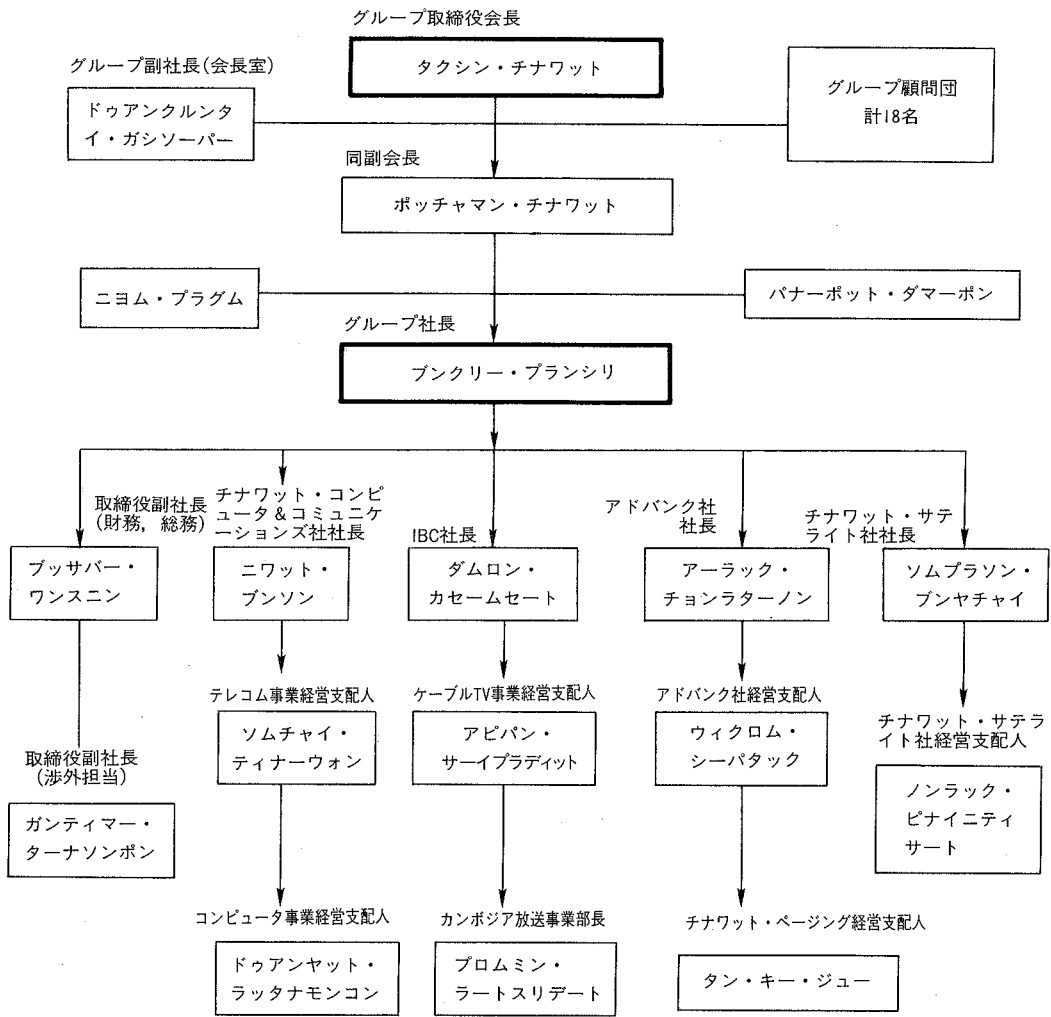 グループ取締役会長
タクシン・チナワット
グループ副社長(会長室)
ドゥアンクルンタ
イ・ガシソーパー
グループ顧問団
計18名
同副会長
ポッチャマン・チナワット
ニヨム・プラグム
パナーポット・ダマーポン
グループ社長
ブンクリー・プランシリ
取締役副社長
(財務,総務)
ブッサバー・
ワンスニン
チナワット・コンピ
ュータ&コミュニケ
ーションズ社社長
ニワット・
ブンソン
IBC社長
ダムロン・
カセームセート
アドバンク社
社長
アーラック・
チョンラターノン
チナワット・サテ
ライト社社長
ソムプラソン・
ブンヤチャイ
テレコム事業経営支配人
ソムチャイ・
ティナーウォン
ケーブルTV事業経営支配人
アピパン・
サーイプラディット
アドバンク社経営支配人
ウィクロム・
シーパタック
チナワット・サテラ
イト社経営支配人
ノンラック・
ピナイニティ
サート
取締役副社長
(渉外担当)
ガンティマー・
ターナソンポン
コンピュータ事業経営支配人
ドゥアンヤット・
ラッタナモンコン
カンボジア放送事業部長
プロムミン・
ラートスリデート
チナワット・ページング経営支配人
タン・キー・ジュー